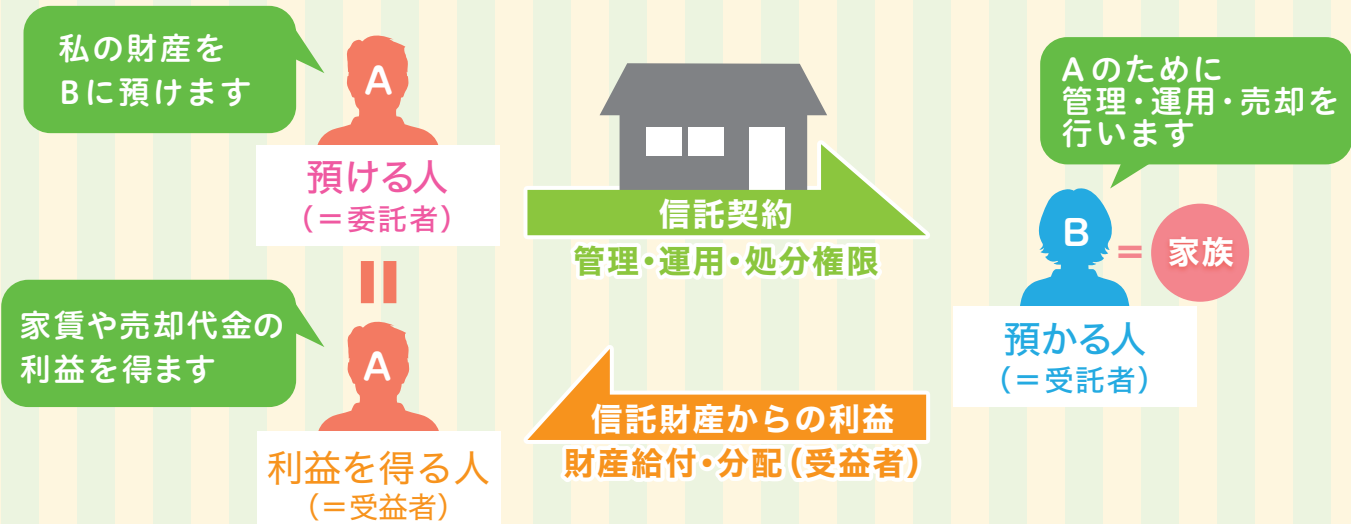 私の財産を
Bに預けます
A
預ける人
（＝委託者）
家賃や売却代金の
利益を得ます
A
利益を得る人
（＝受益者）
信託契約
管理・運用・処分権限
信託財産からの利益
財産給付・分配（受益者）
Aのために
管理・運用・売却を
行います
B
＝
家族
預かる人
（＝受託者）